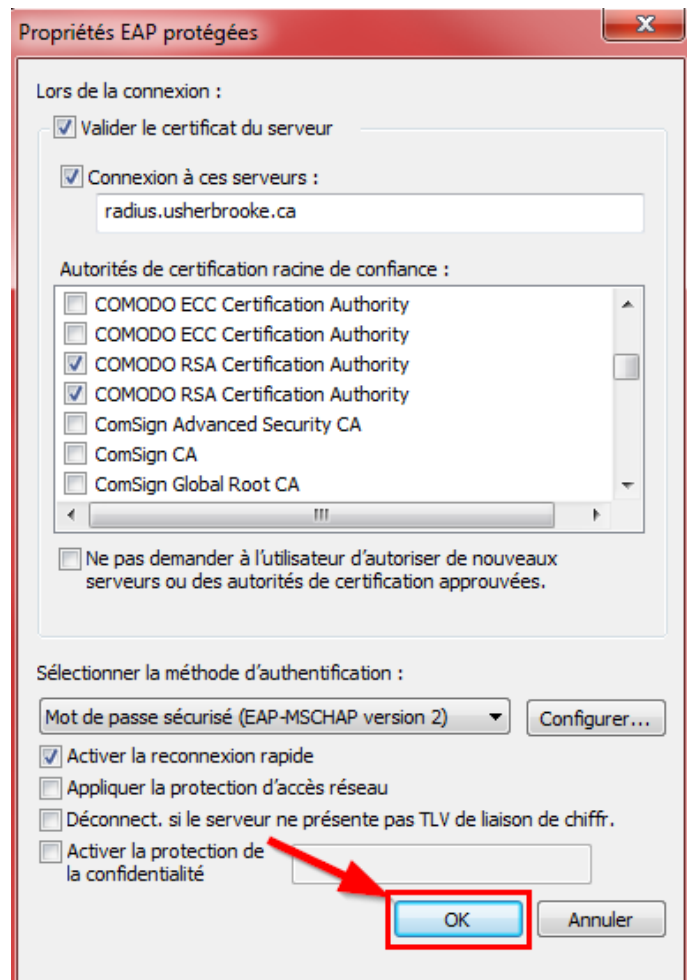 Propriétés EAP protégées
Lors de la connexion :
Valider le certificat du serveur
Connexion à ces serveurs :
radius.usherbrooke.ca
Autorités de certification racine de confiance :
COMODO ECC Certification Authority
COMODO ECC Certification Authority
COMODO RSA Certification Authority
COMODO RSA Certification Authority
ComSign Advanced Security CA
ComSign CA
ComSign Global Root CA
Ne pas demander à l'utilisateur d'autoriser de nouveaux
serveurs ou des autorités de certification approuvées.
Sélectionner la méthode d'authentification :
Mot de passe sécurisé (EAP-MSCHAP version 2)
Configurer...
Activer la reconnexion rapide
Appliquer la protection d'accès réseau
Déconnect. si le serveur ne présente pas TLV de liaison de chiffr.
Activer la protection de
la confidentialité
OK
Annuler